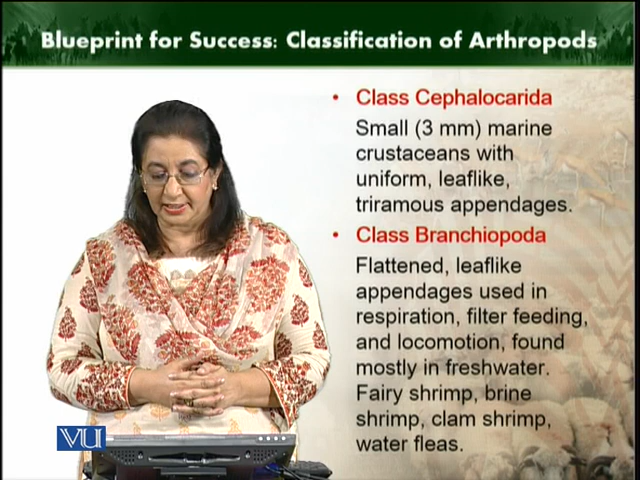 Blueprint for Success: Classification of Arthropods
• Class Cephalocarida
Small (3 mm) marine
crustaceans with
uniform, leaflike,
triramous appendages.
• Class Branchiopoda
Flattened, leaflike
appendages used in
respiration, filter feeding,
and locomotion, found
mostly in freshwater.
Fairy shrimp, brine
shrimp, clam shrimp,
water fleas.
VU